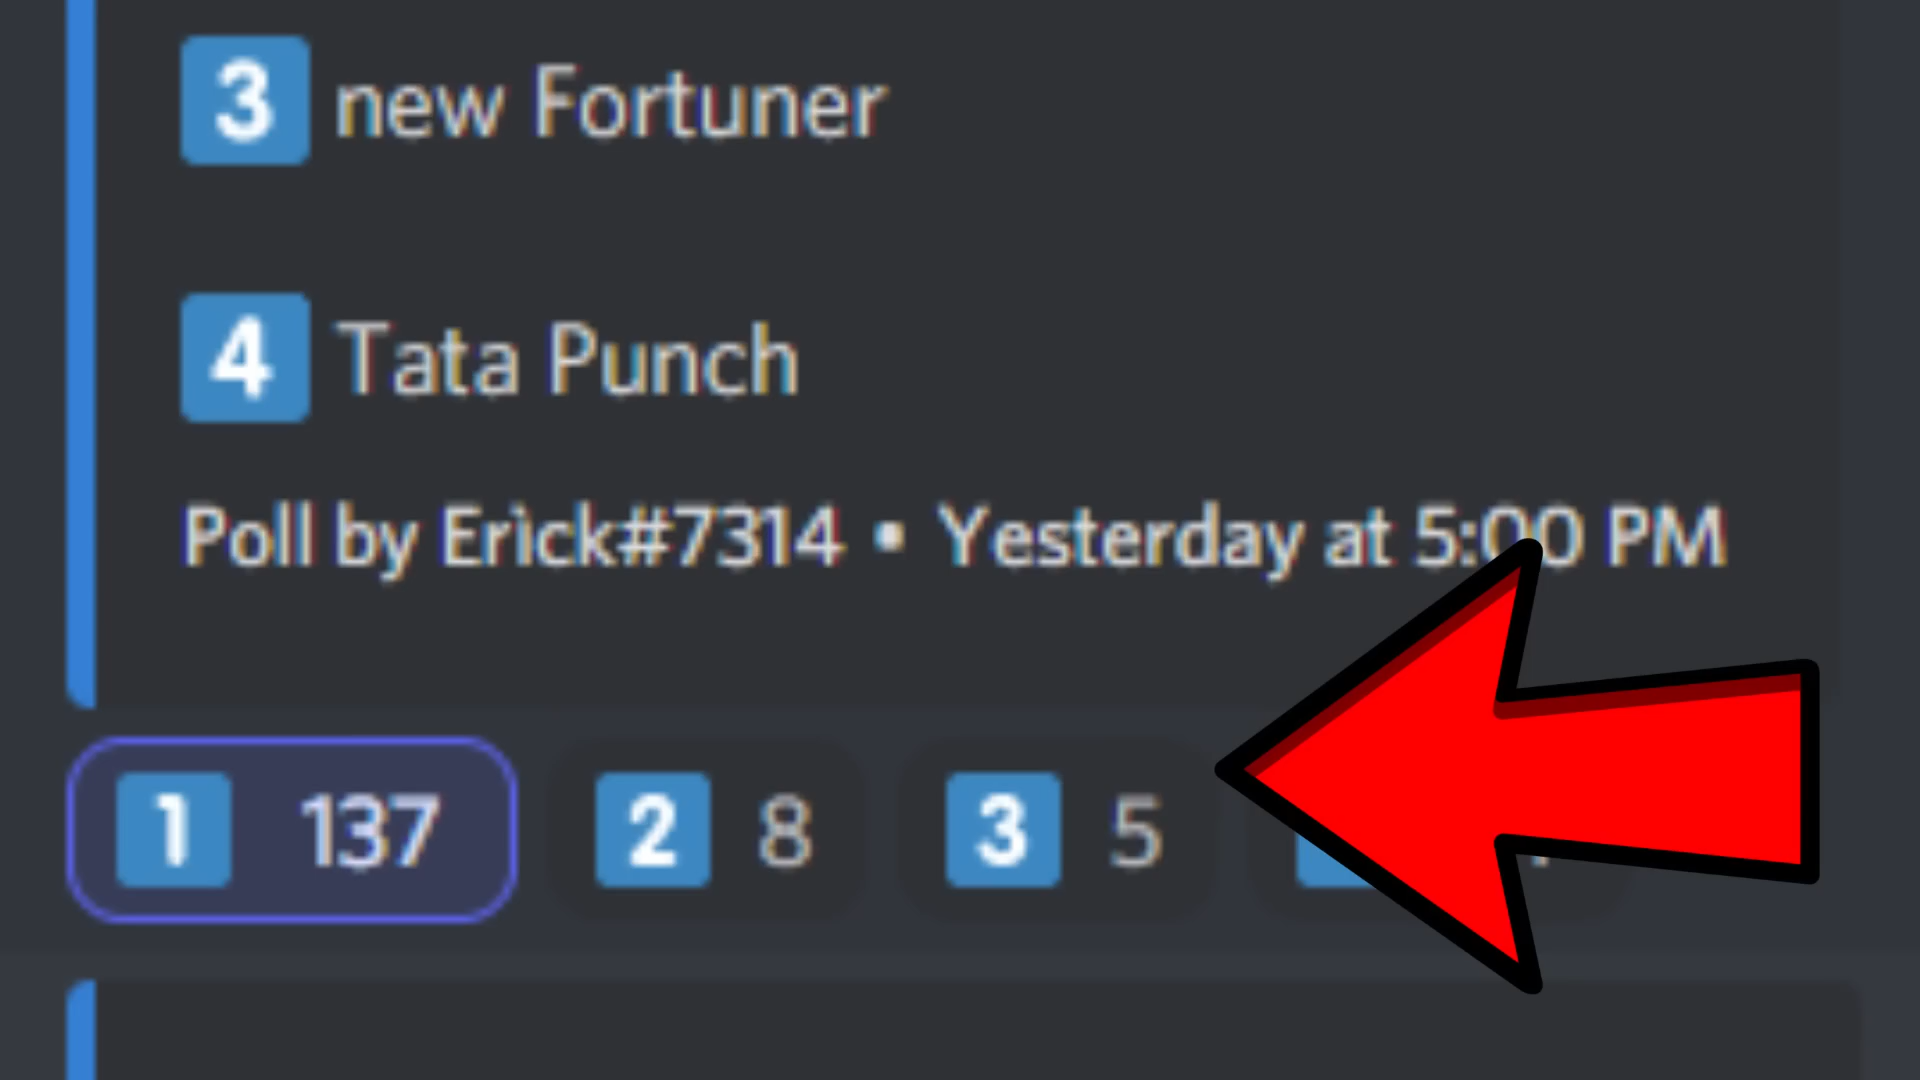 3 new Fortuner
4 Tata Punch
Poll by Erick#7314 • Yesterday at 5:00 PM
1 137 2 8 3 5